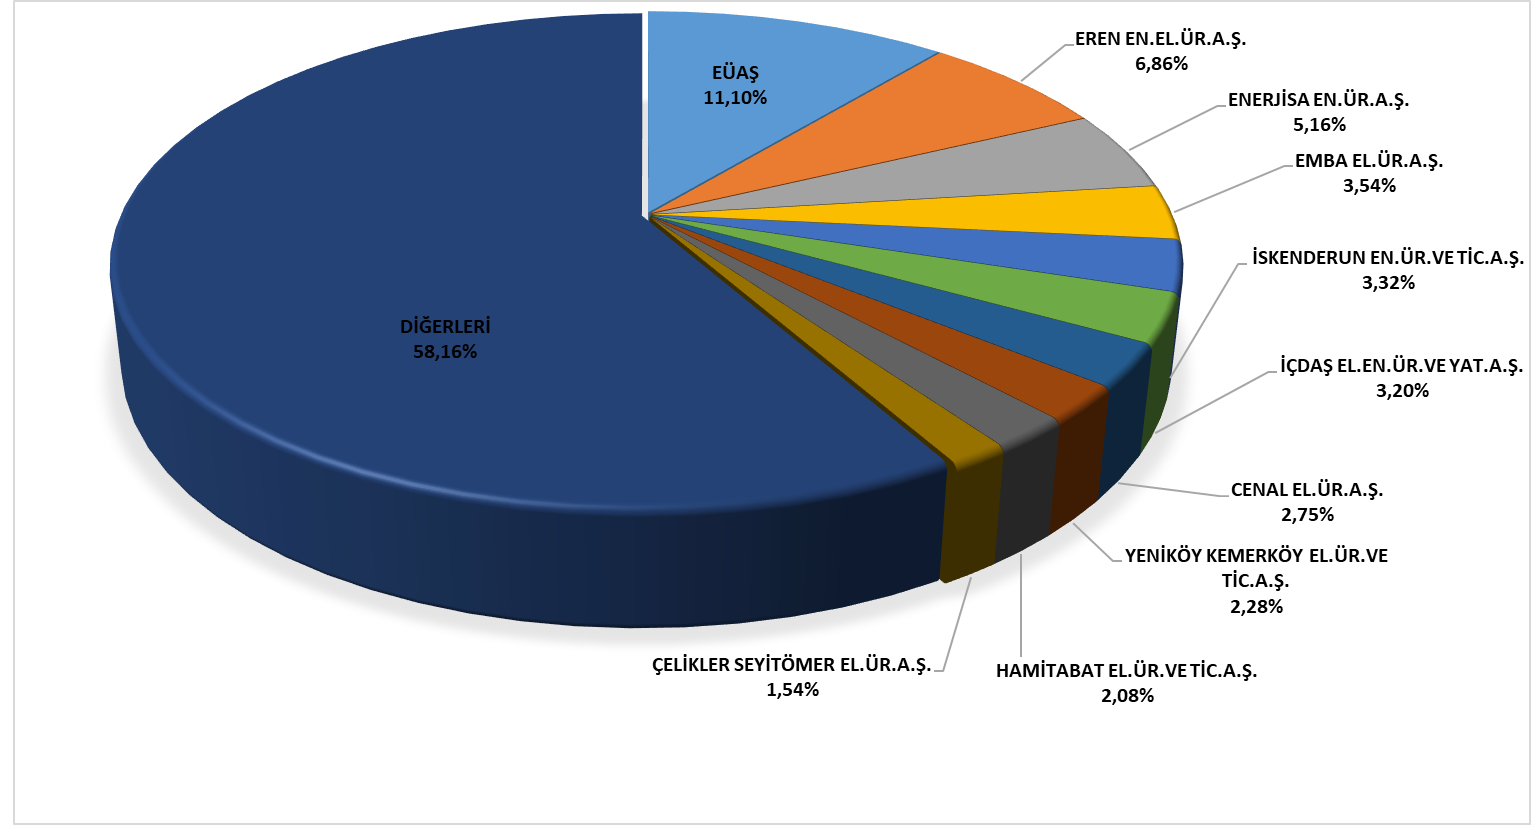 EÜAŞ
11,10%
EREN EN.EL.ÜR.A.Ş.
6,86%
ENERJİSA EN.ÜR.A.Ş.
5,16%
EMBA EL.ÜR.A.Ş.
3,54%
İSKENDERUN EN.ÜR.VE TİC.A.Ş.
3,32%
İÇDAŞ EL.EN.ÜR.VE YAT.A.Ş.
3,20%
CENAL EL.ÜR.A.Ş.
2,75%
YENİKÖY KEMERKÖY EL.ÜR.VE
TİC.A.Ş.
2,28%
HAMİTABAT EL.ÜR.VE TİC.A.Ş.
2,08%
ÇELİKLER SEYİTÖMER EL.ÜR.A.Ş.
1,54%
DİĞERLERİ
58,16%